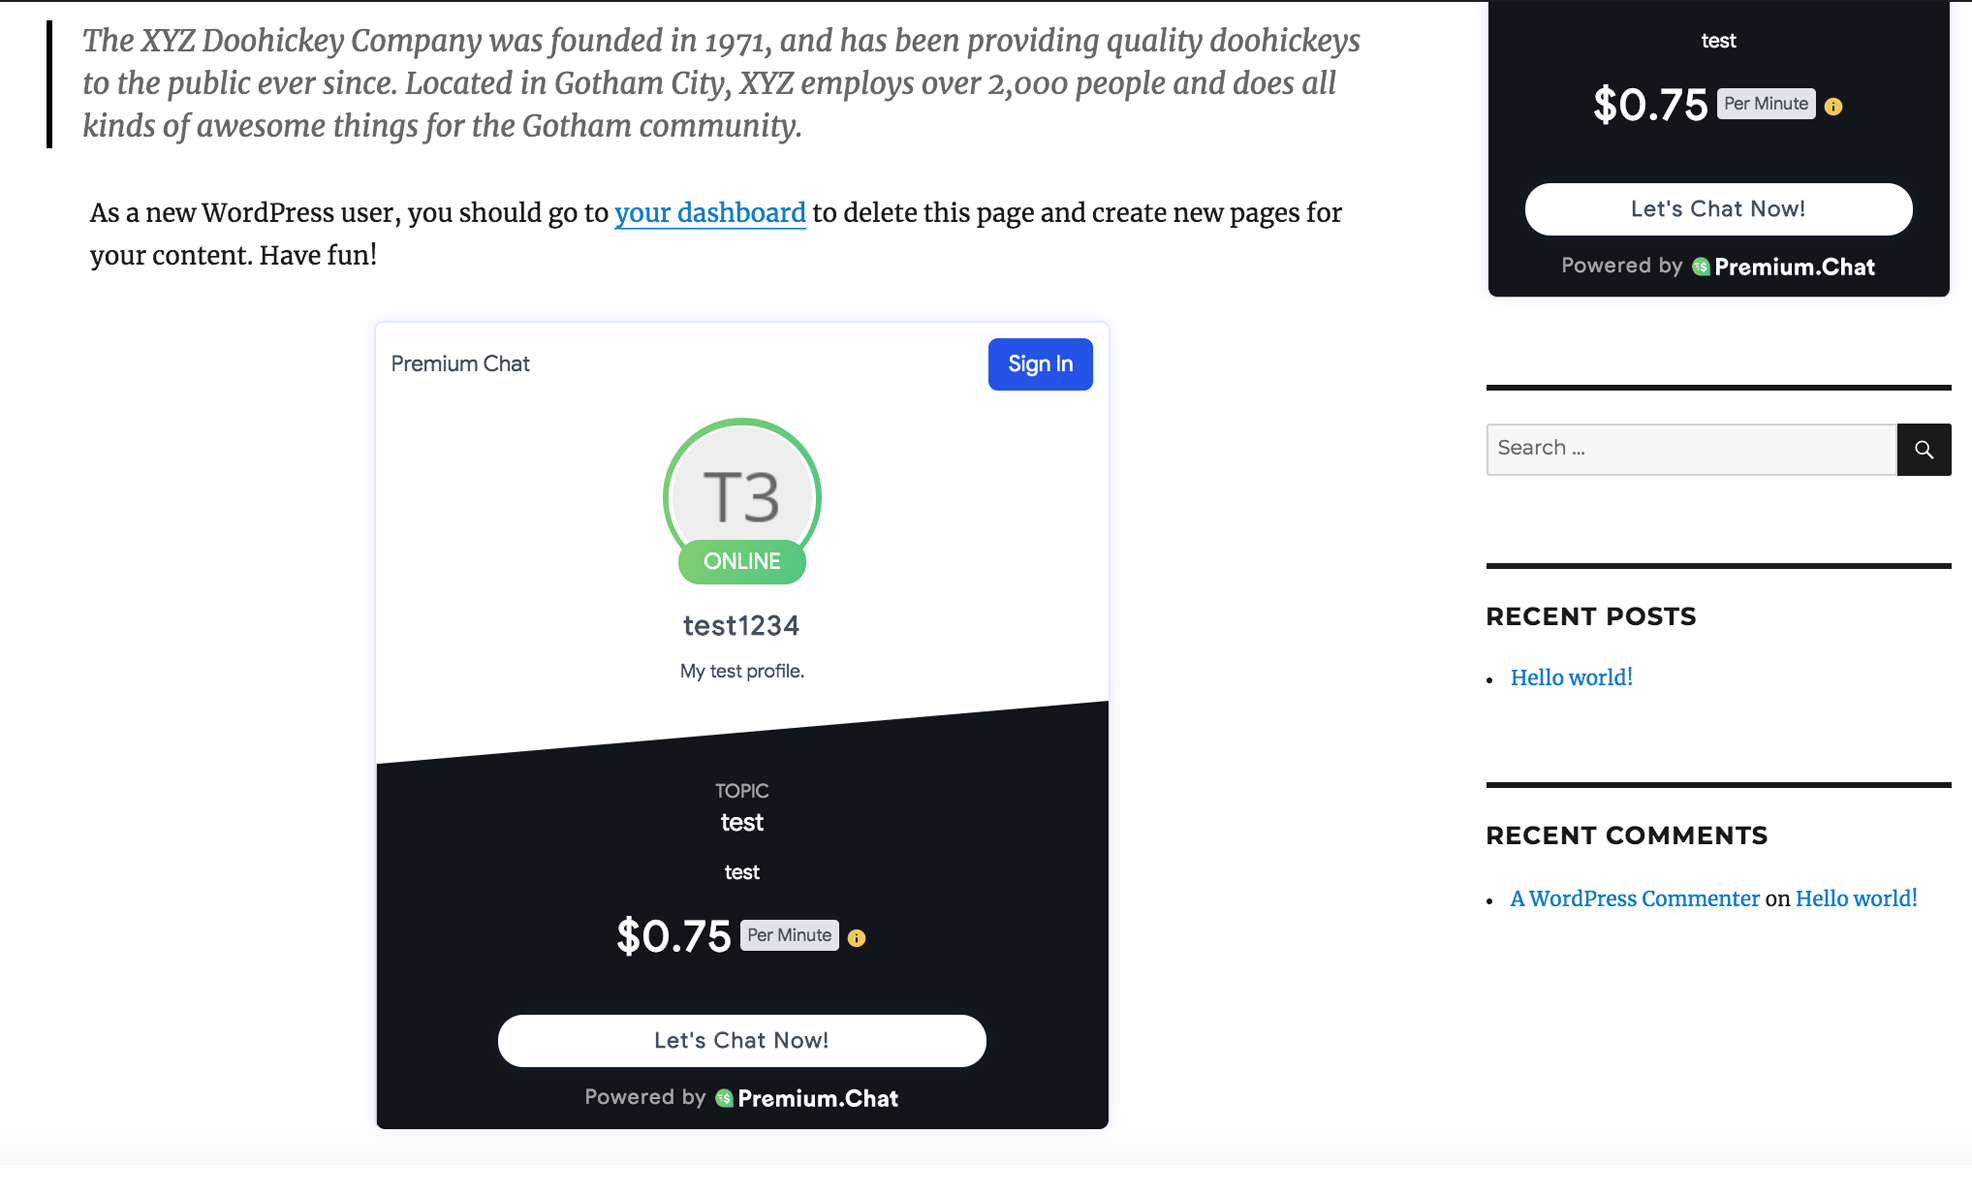 The XYZ Doohickey Company was founded in 1971, and has been providing quality doohickeys
to the public ever since. Located in Gotham City, XYZ employs over 2,000 people and does all
kinds of awesome things for the Gotham community.
As a new WordPress user, you should go to your dashboard to delete this page and create new pages for
your content. Have fun!
Premium Chat
Sign In
T3
ONLINE
test1234
My test profile.
TOPIC
test
test
$0.75 Per Minute
Let's Chat Now!
Powered by Premium.Chat
test
$0.75 Per Minute
Let's Chat Now!
Powered by Premium.Chat
Search ...
RECENT POSTS
Hello world!
RECENT COMMENTS
A WordPress Commenter on Hello world!